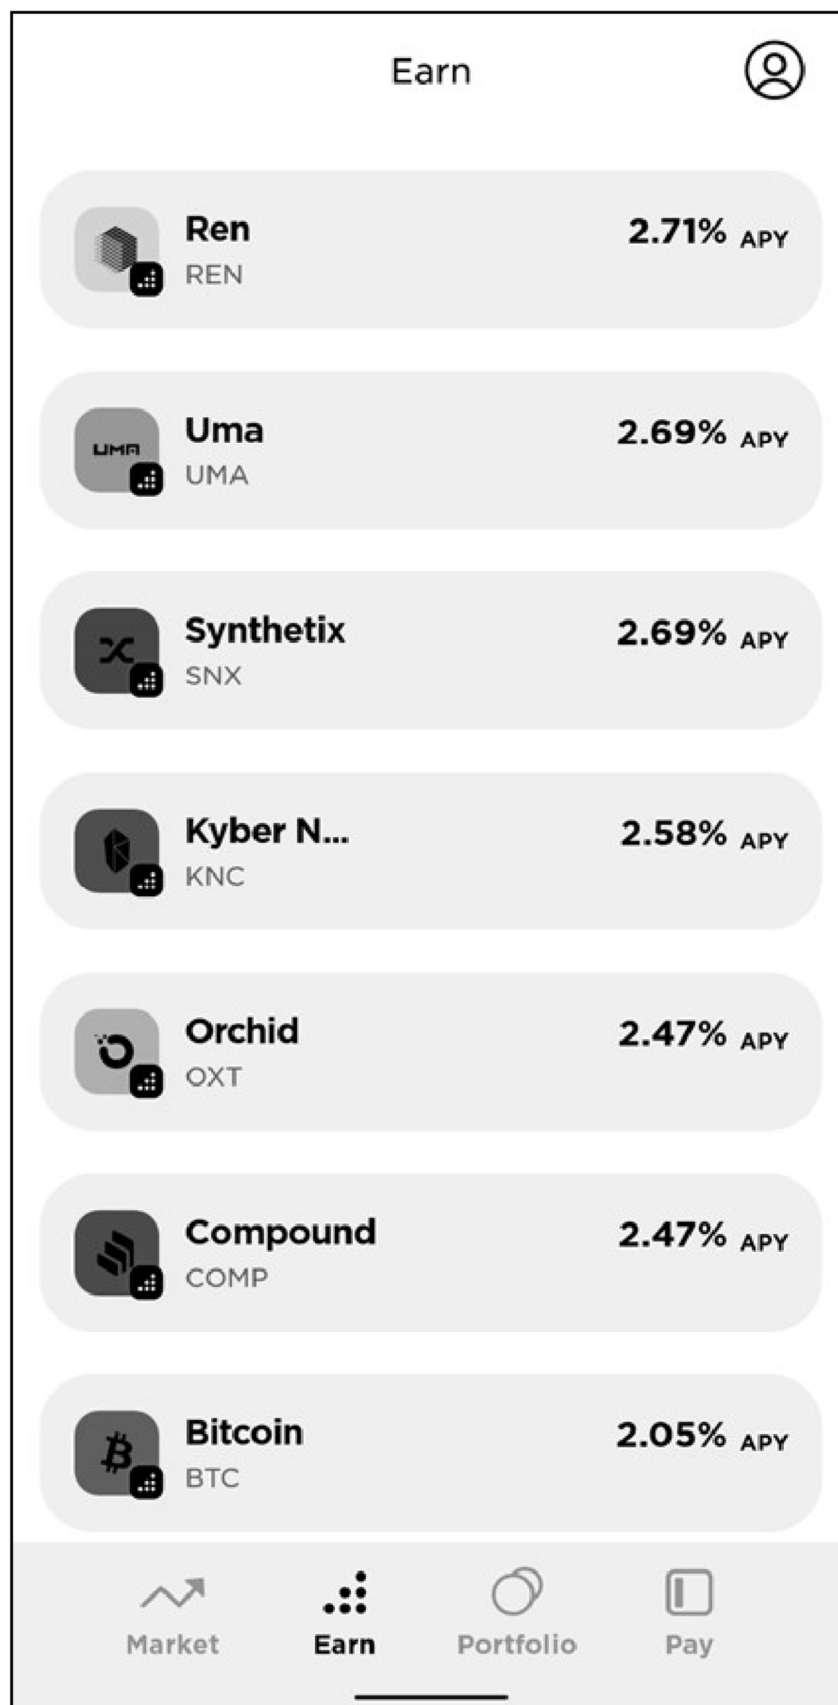 Earn
Ren
2.71% APY
REN
UMA
Uma
2.69% APY
UMA
Synthetix
2.69% APY
SNX
Kyber N...
2.58% APY
KNC
Orchid
2.47% APY
OXT
Compound
2.47% APY
COMP
Bitcoin
2.05% APY
BTC
Market Earn Portfolio Pay